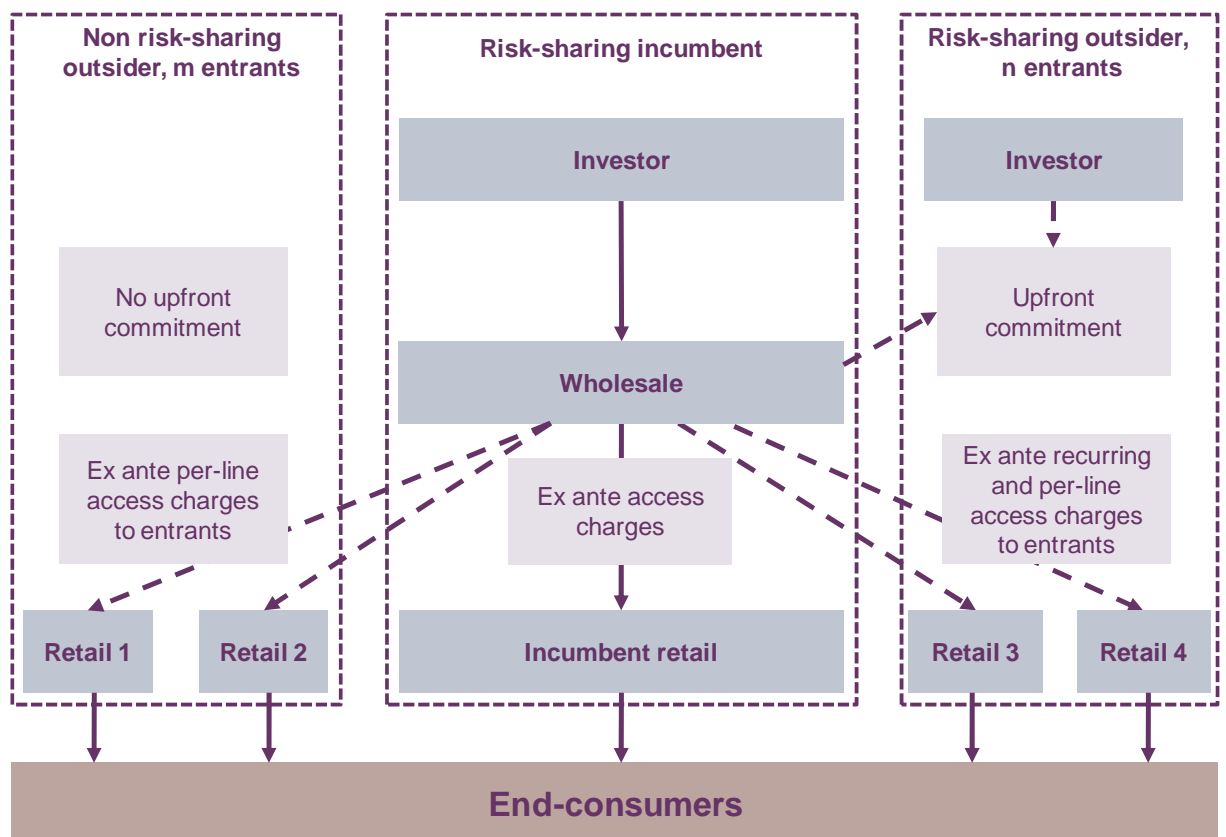 Non risk-sharing
outsider, m entrants
Risk-sharing incumbent
Risk-sharing outsider,
n entrants
Investor
Investor
No upfront
commitment
Upfront
commitment
Wholesale
Ex ante per-line
access charges
to entrants
Ex ante access
charges
Ex ante recurring
and per-line
access charges
to entrants
Retail 1
Retail 2
Incumbent retail
Retail 3
Retail 4
End-consumers